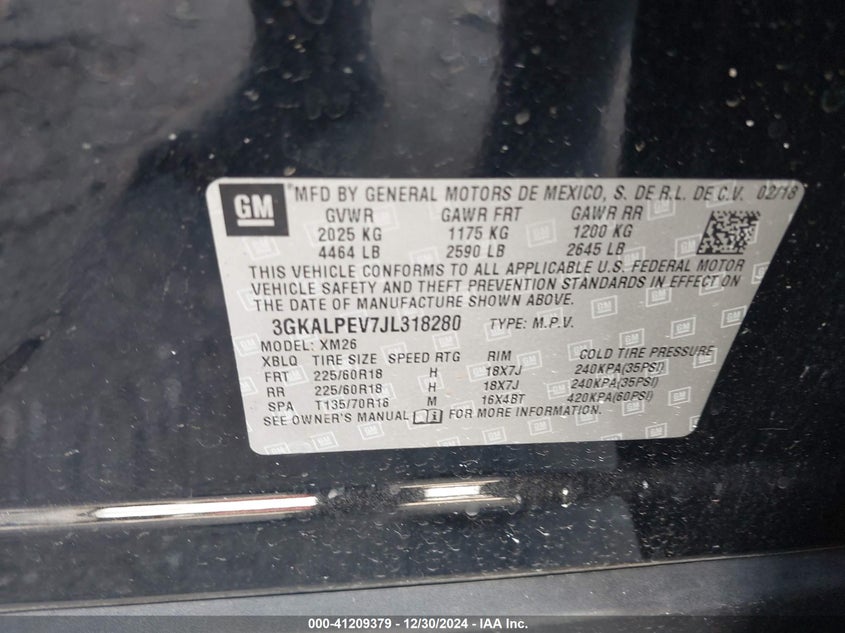 GM ® MFD BY GENERAL MOTORS DE MEXICO, S. DE R.L. DE C.V. 02/18
GVWR GAWR FRT GAWR RR
2025 KG 1175 KG 1200 KG
4464 LB 2590 LB 2645 LB
THIS VEHICLE CONFORMS TO ALL APPLICABLE U.S. FEDERAL MOTOR
VEHICLE SAFETY AND THEFT PREVENTION STANDARDS IN EFFECT ON
THE DATE OF MANUFACTURE SHOWN ABOVE.
3GKALPEV7JL318280 TYPE: M.P.V.
MODEL: XM26
XBLQ TIRE SIZE SPEED RTG RIM COLD TIRE PRESSURE
FRT 225/60R18 H 18X7J 240KPA(35PSI)
RR 225/60R18 H 18X7J 240KPA(35PSI)
SPA T135/70R16 M 16X4BT 420KPA(60PSI)
SEE OWNER'S MANUAL FOR MORE INFORMATION.
000-41209379 - 12/30/2024 - IAA Inc.